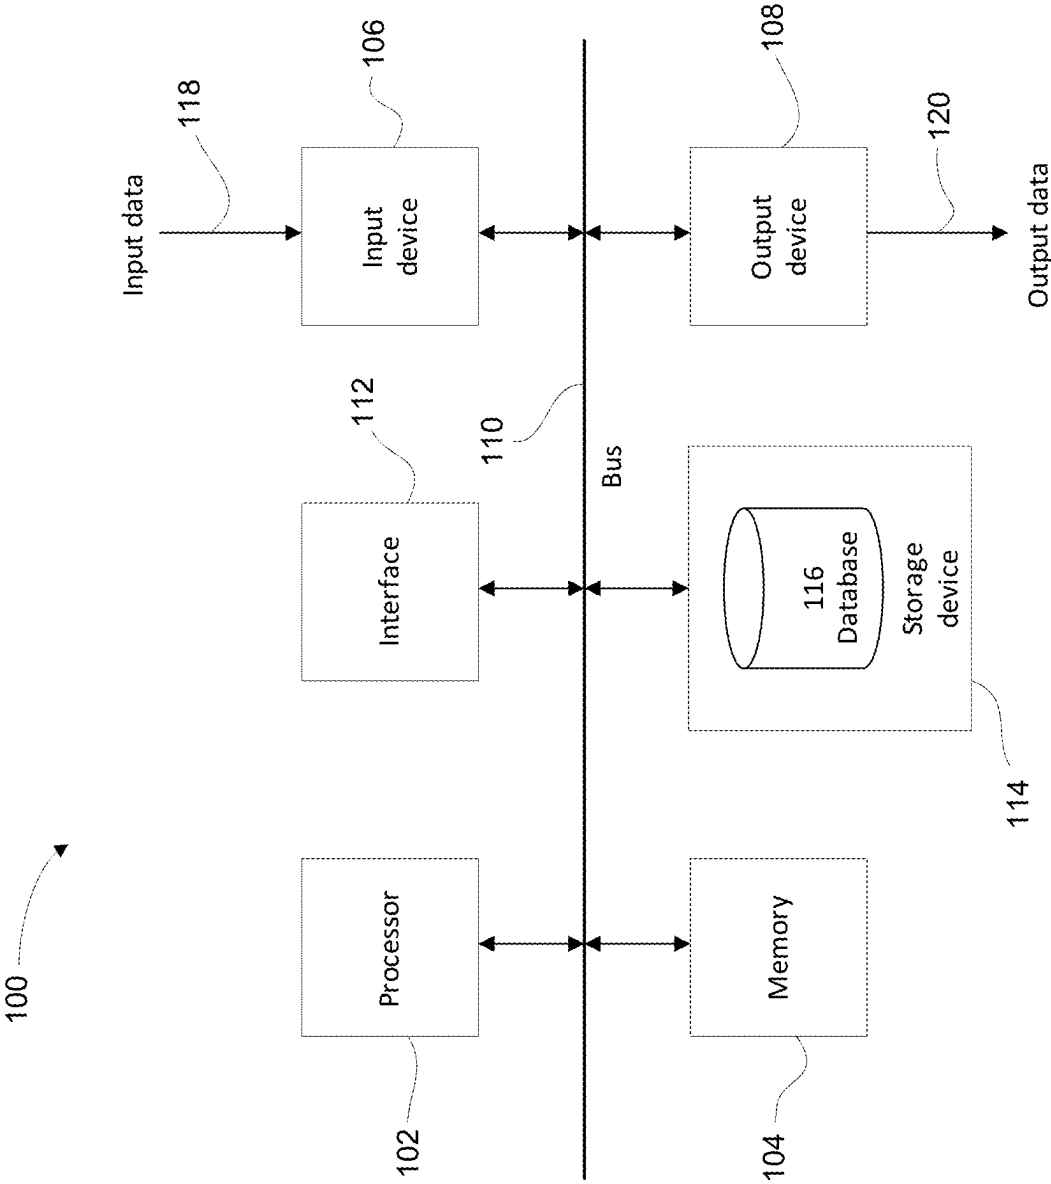 100
102
Processor
104
Memory
112
Interface
110
Bus
116
Database
Storage
device
114
Input data
118
106
Input
device
108
Output
device
120
Output data